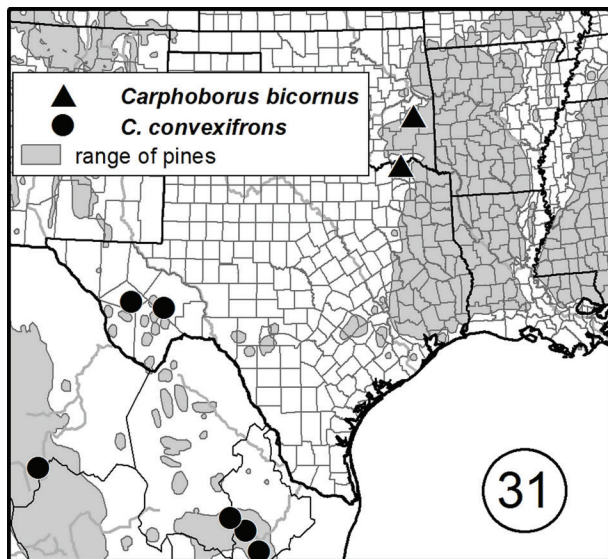 Carphoborus bicornus
C. convexifrons
range of pines
31